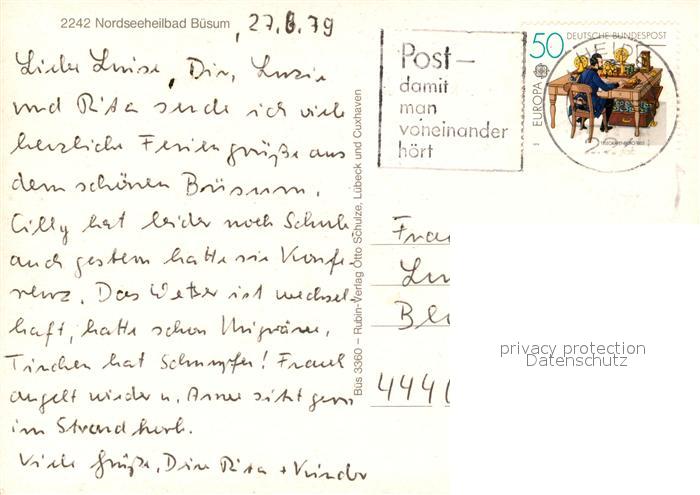 2242 Nordseeheilbad Büsum
27.6.79
Liebe Luise, Dir, Luzie
und Rita sende ich viele
herzliche Feriengrüße aus
dem schönen Büsum.
Cilly hat leider noch Schule,
auch gestern hatte sie Konfe-
renz. Das Wetter ist wechsel-
haft, hatte schon Migräne,
Tinchen hat Schnupfen! Frank
angelt wieder u. Anne sitzt gern
im Strandkorb.
Viele Grüße, Dine Rita + Kinder
Büs 3360 – Rubin-Verlag Otto Schulze, Lübeck und Cuxhaven
Post –
damit
man
voneinander
hört
50 DEUTSCHE BUNDESPOST
EUROPA
Frau
Lu
444
privacy protection
Datenschutz